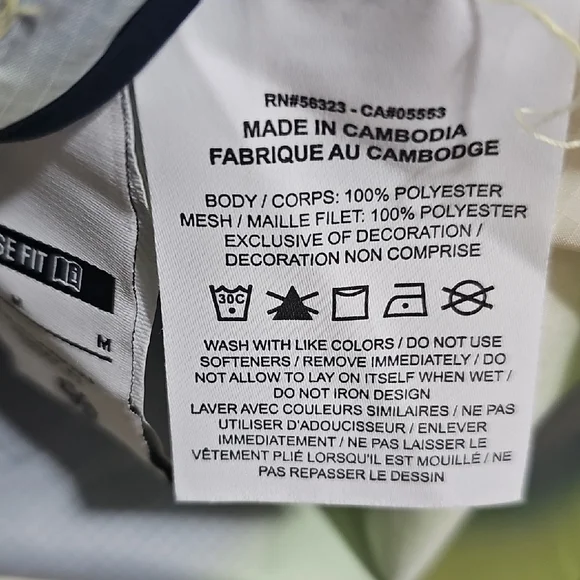 RN#56323 - CA#05553
MADE IN CAMBODIA
FABRIQUE AU CAMBODGE
BODY / CORPS: 100% POLYESTER
MESH / MAILLE FILET: 100% POLYESTER
EXCLUSIVE OF DECORATION /
DECORATION NON COMPRISE
30C
WASH WITH LIKE COLORS / DO NOT USE
SOFTENERS / REMOVE IMMEDIATELY / DO
NOT ALLOW TO LAY ON ITSELF WHEN WET /
DO NOT IRON DESIGN
LAVER AVEC COULEURS SIMILAIRES / NE PAS
UTILISER D'ADOUCISSEUR / ENLEVER
IMMEDIATEMENT / NE PAS LAISSER LE
VÊTEMENT PLIÉ LORSQU'IL EST MOUILLÉ / NE
PAS REPASSER LE DESSIN
FIT
M